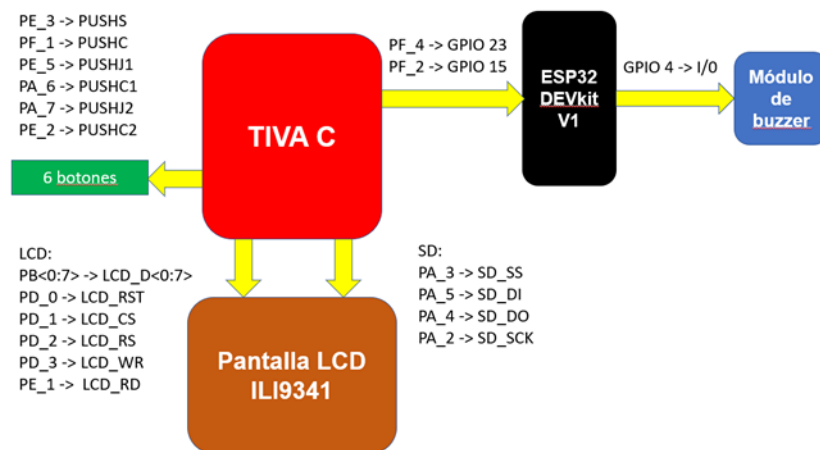 PE_3 -> PUSHS
PF_1 -> PUSHC
PE_5 -> PUSHJ1
PA_6 -> PUSHC1
PA_7 -> PUSHJ2
PE_2 -> PUSHC2
6 botones
TIVA C
PF_4 -> GPIO 23
PF_2 -> GPIO 15
ESP32
DEVkit
V1
GPIO 4 -> I/0
Módulo
de
buzzer
LCD:
PB<0:7> -> LCD_D<0:7>
PD_0 -> LCD_RST
PD_1 -> LCD_CS
PD_2 -> LCD_RS
PD_3 -> LCD_WR
PE_1 -> LCD_RD
SD:
PA_3 -> SD_SS
PA_5 -> SD_DI
PA_4 -> SD_DO
PA_2 -> SD_SCK
Pantalla LCD
ILI9341